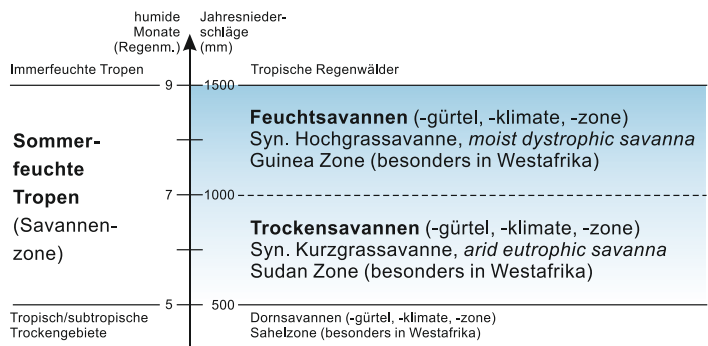 humide
Monate
(Regenm.)
Jahresnieder-
schläge
(mm)
Immerfeuchte Tropen
9
1500
Tropische Regenwälder
Sommer-
feuchte
Tropen
(Savannen-
zone)
Feuchtsavannen (-gürtel, -klimate, -zone)
Syn. Hochgrassavanne, moist dystrophic savanna
Guinea Zone (besonders in Westafrika)
7
1000
Trockensavannen (-gürtel, -klimate, -zone)
Syn. Kurzgrassavanne, arid eutrophic savanna
Sudan Zone (besonders in Westafrika)
5
500
Tropisch/subtropische
Trockengebiete
Dornsavannen (-gürtel, -klimate, -zone)
Sahelzone (besonders in Westafrika)